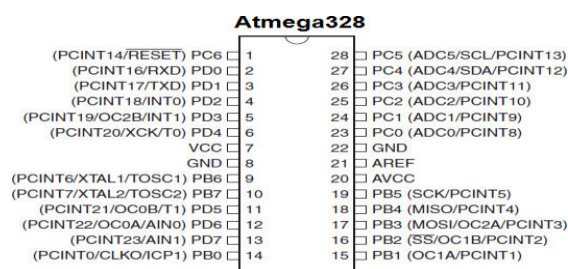 Atmega328
(PCINT14/RESET) PC6 1 28 PC5 (ADC5/SCL/PCINT13)
(PCINT16/RXD) PD0 2 27 PC4 (ADC4/SDA/PCINT12)
(PCINT17/TXD) PD1 3 26 PC3 (ADC3/PCINT11)
(PCINT18/INT0) PD2 4 25 PC2 (ADC2/PCINT10)
(PCINT19/OC2B/INT1) PD3 5 24 PC1 (ADC1/PCINT9)
(PCINT20/XCK/T0) PD4 6 23 PC0 (ADC0/PCINT8)
VCC 7 22 GND
GND 8 21 AREF
(PCINT6/XTAL1/TOSC1) PB6 9 20 AVCC
(PCINT7/XTAL2/TOSC2) PB7 10 19 PB5 (SCK/PCINT5)
(PCINT21/OC0B/T1) PD5 11 18 PB4 (MISO/PCINT4)
(PCINT22/OC0A/AIN0) PD6 12 17 PB3 (MOSI/OC2A/PCINT3)
(PCINT23/AIN1) PD7 13 16 PB2 (SS/OC1B/PCINT2)
(PCINT0/CLKO/ICP1) PB0 14 15 PB1 (OC1A/PCINT1)